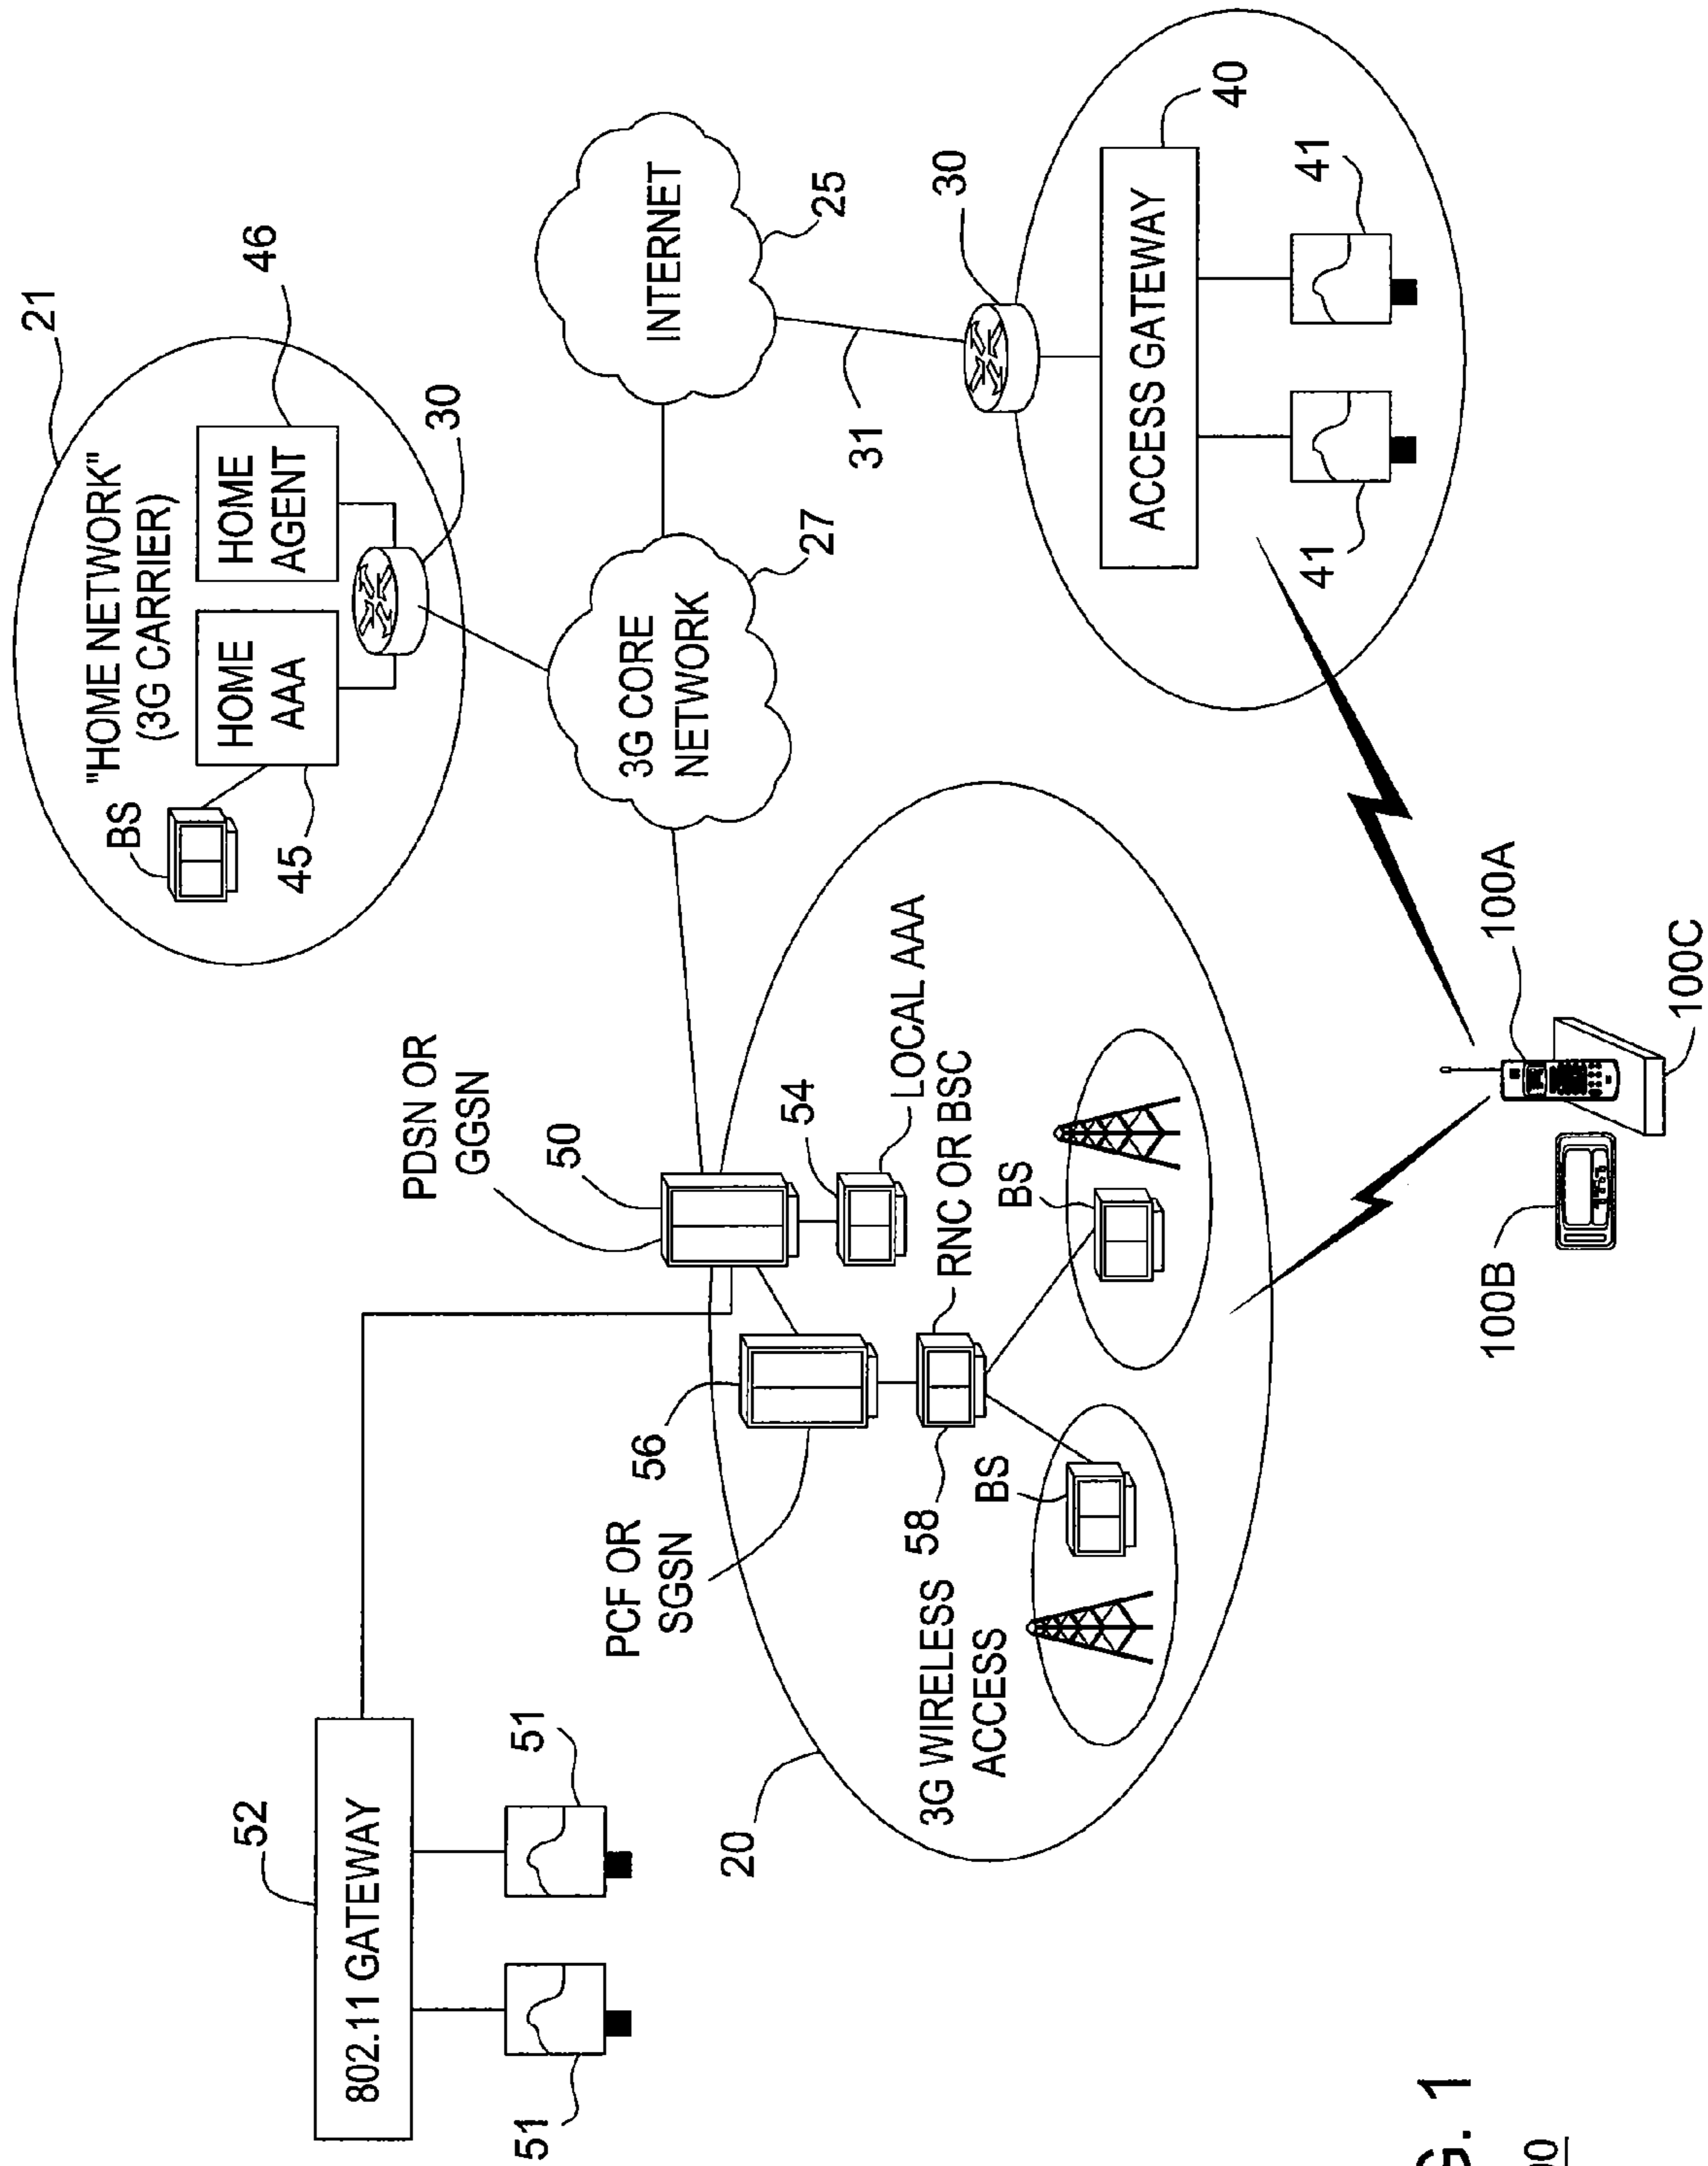 21
"HOME NETWORK"
(3G CARRIER)
BS
HOME
AAA
HOME
AGENT
46
45
30
INTERNET
25
3G CORE
NETWORK
27
31
30
ACCESS GATEWAY
40
41
41
52
802.11 GATEWAY
51
51
PDSN OR
GGSN
50
54
LOCAL AAA
56
PCF OR
SGSN
RNC OR BSC
58
BS
BS
3G WIRELESS
ACCESS
20
100A
100B
100C
G. 1